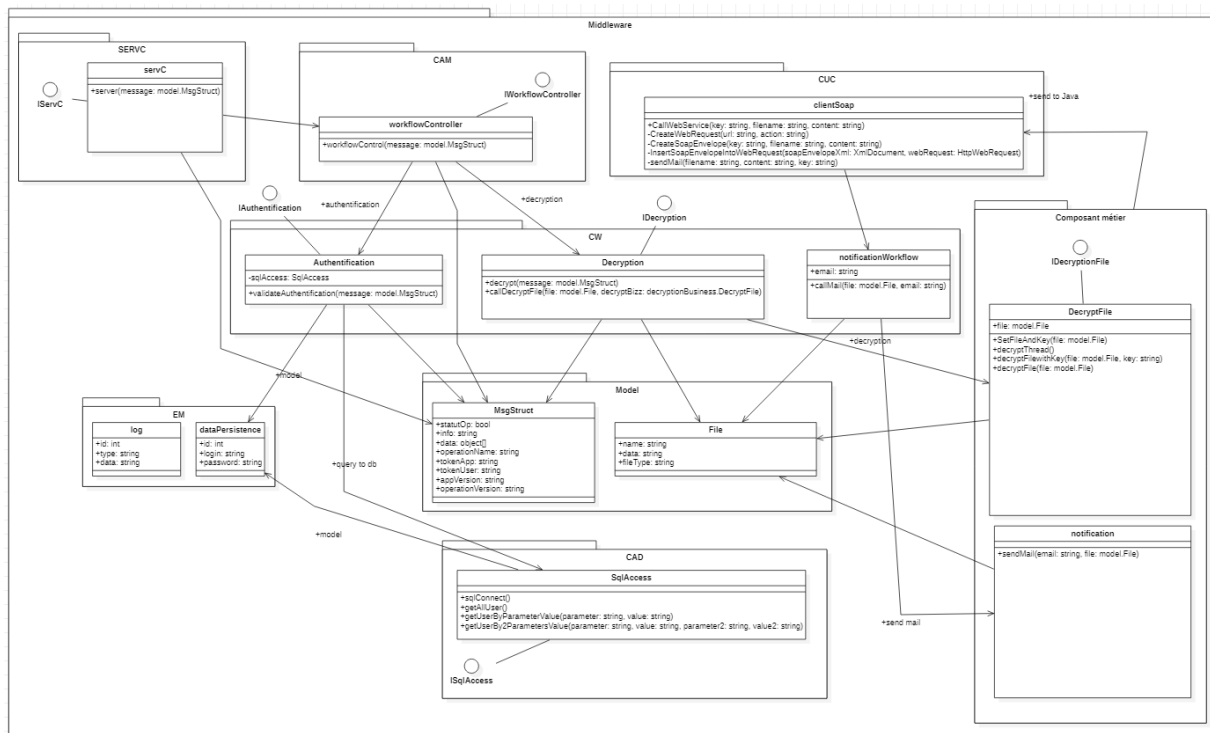 Middleware
SERVC
servC
+server(message: model.MsgStruct)
IServC
CAM
IWorkflowController
workflowController
+workflowControl(message: model.MsgStruct)
CUC
clientSoap
+CallWebService(key: string, filename: string, content: string)
-CreateWebRequest(url: string, action: string)
-CreateSoapEnvelope(key: string, filename: string, content: string)
-InsertSoapEnvelopeIntoWebRequest(soapEnvelopeXml: XmlDocument, webRequest: HttpWebRequest)
-sendMail(filename: string, content: string, key: string)
+send to Java
IAuthentification
+authentification
+decryption
IDecryption
CW
Authentification
-sqlAccess: SqlAccess
+validateAuthentification(message: model.MsgStruct)
Decryption
+decrypt(message: model.MsgStruct)
+callDecryptFile(file: model.File, decryptBizz: decryptionBusiness.DecryptFile)
notificationWorkflow
+email: string
+callMail(file: model.File, email: string)
Composant métier
IDecryptionFile
DecryptFile
+file: model.File
+SetFileAndKey(file: model.File)
+decryptThread()
+decryptFilewithKey(file: model.File, key: string)
+decryptFile(file: model.File)
+decryption
+model
EM
log
+id: int
+type: string
+data: string
dataPersistence
+id: int
+login: string
+password: string
Model
MsgStruct
+statutOp: bool
+info: string
+data: object[]
+operationName: string
+tokenApp: string
+tokenUser: string
+appVersion: string
+operationVersion: string
File
+name: string
+data: string
+fileType: string
+query to db
+model
notification
+sendMail(email: string, file: model.File)
+send mail
CAD
SqlAccess
+sqlConnect()
+getAllUser()
+getUserByParameterValue(parameter: string, value: string)
+getUserBy2ParametersValue(parameter: string, value: string, parameter2: string, value2: string)
ISqlAccess